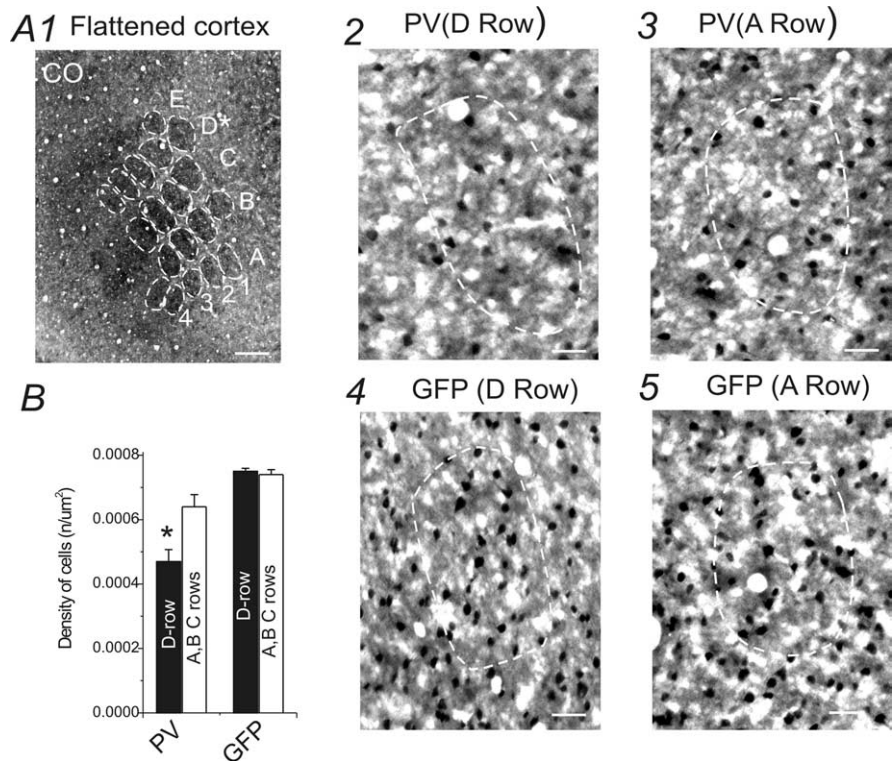 A1 Flattened cortex
CO
E
D*
C
B
A
1
2
3
4
2 PV(D Row)
3 PV(A Row)
B
Density of cells (n/um²)
0.0008
0.0006
0.0004
0.0002
0.0000
*
D-row
A,B C rows
D-row
A,B C rows
PV
GFP
4 GFP (D Row)
5 GFP (A Row)